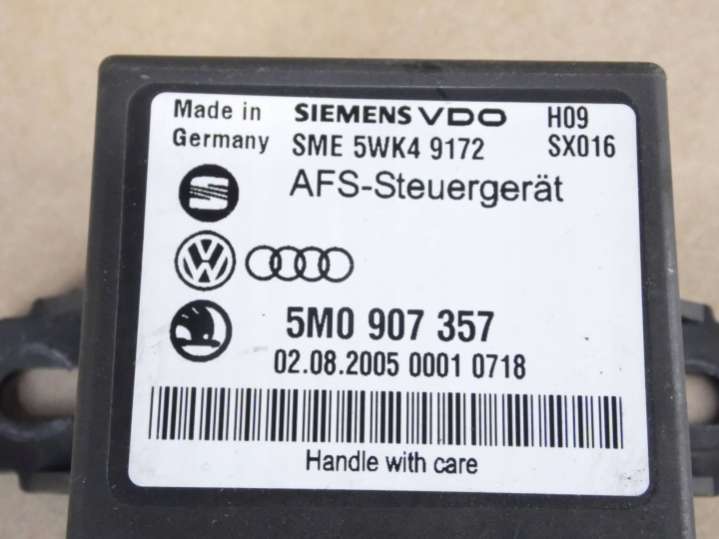 Made in SIEMENS VDO H09
Germany SME 5WK4 9172 SX016
AFS-Steuergerät
5M0 907 357
02.08.2005 0001 0718
Handle with care